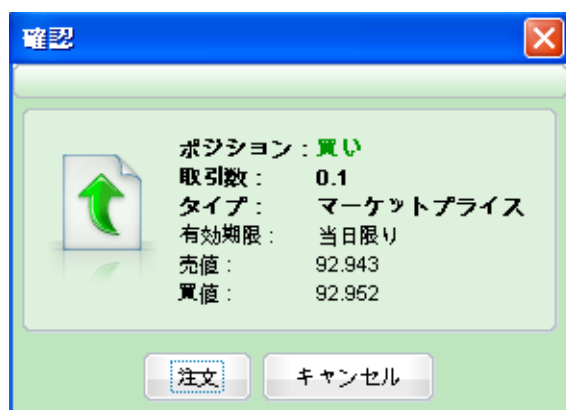 確認
ポジション : 買い
取引数 : 0.1
タイプ : マーケットプライス
有効期限 : 当日限り
売値 : 92.943
買値 : 92.952
注文 キャンセル